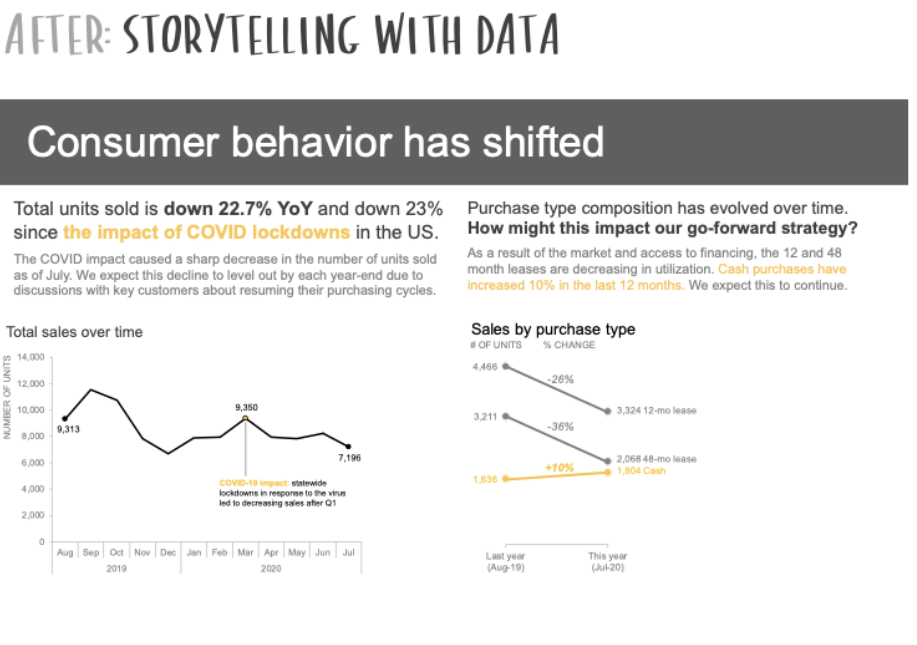 AFTER: STORYTELLING WITH DATA
Consumer behavior has shifted
Total units sold is down 22.7% YoY and down 23%
since the impact of COVID lockdowns in the US.
The COVID impact caused a sharp decrease in the number of units sold
as of July. We expect this decline to level out by each year-end due to
discussions with key customers about resuming their purchasing cycles.
Total sales over time
NUMBER OF UNITS
14,000
12,000
10,000
8,000
6,000
4,000
2,000
0
9,313
9,350
7,196
COVID-19 impact: statewide
lockdowns in response to the virus
led to decreasing sales after Q1
Aug Sep Oct Nov Dec Jan Feb Mar Apr May Jun Jul
2019 2020
Purchase type composition has evolved over time.
How might this impact our go-forward strategy?
As a result of the market and access to financing, the 12 and 48
month leases are decreasing in utilization. Cash purchases have
increased 10% in the last 12 months. We expect this to continue.
Sales by purchase type
# OF UNITS % CHANGE
4,466
-26%
3,324 12-mo lease
3,211
-36%
2,068 48-mo lease
1,636
+10%
1,804 Cash
Last year This year
(Aug-19) (Jul-20)